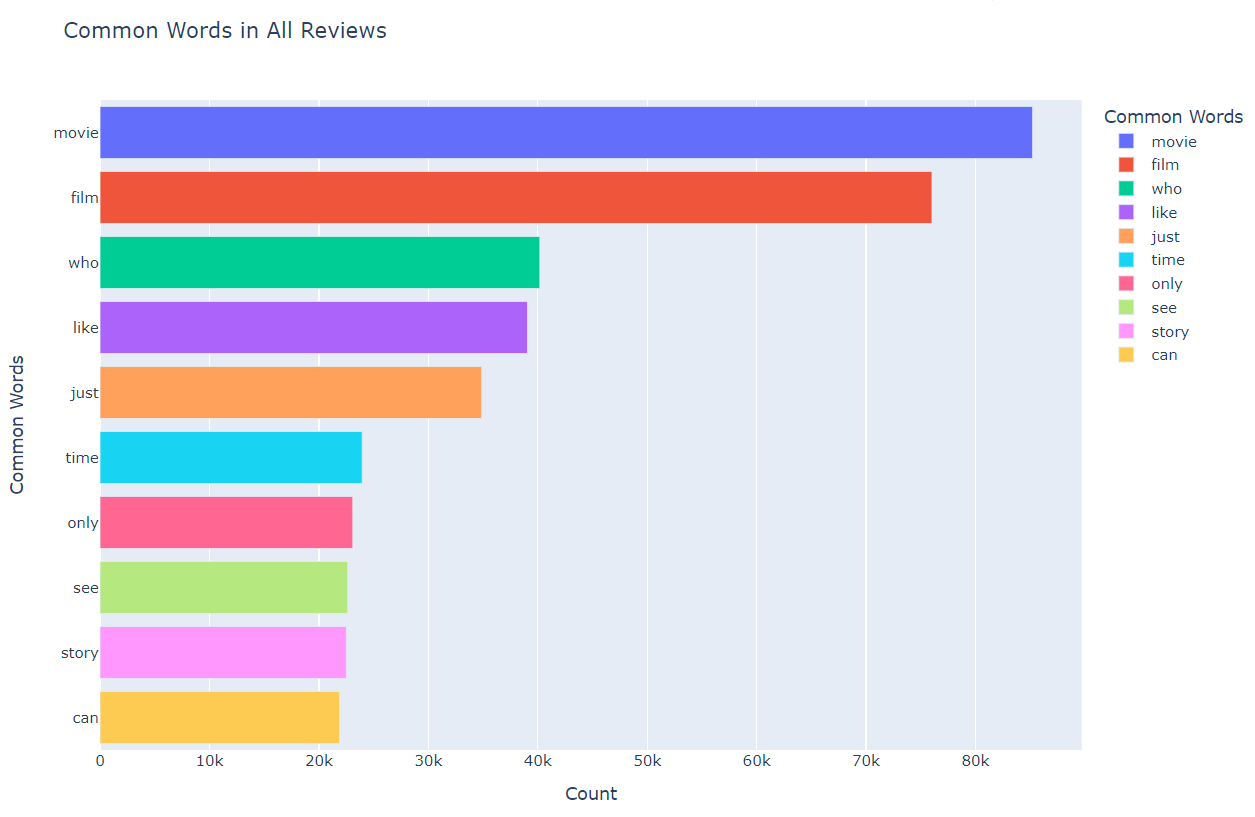 Common Words in All Reviews
movie
film
who
like
just
time
only
see
story
can
Common Words
0 10k 20k 30k 40k 50k 60k 70k 80k
Count
Common Words
movie
film
who
like
just
time
only
see
story
can